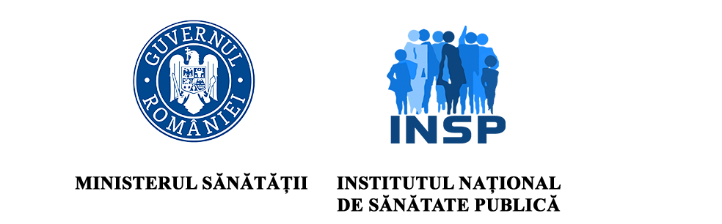 GUVERNUL
ROMÂNIEI
INSP
MINISTERUL SĂNĂTĂȚII
INSTITUTUL NAȚIONAL
DE SĂNĂTATE PUBLICĂ